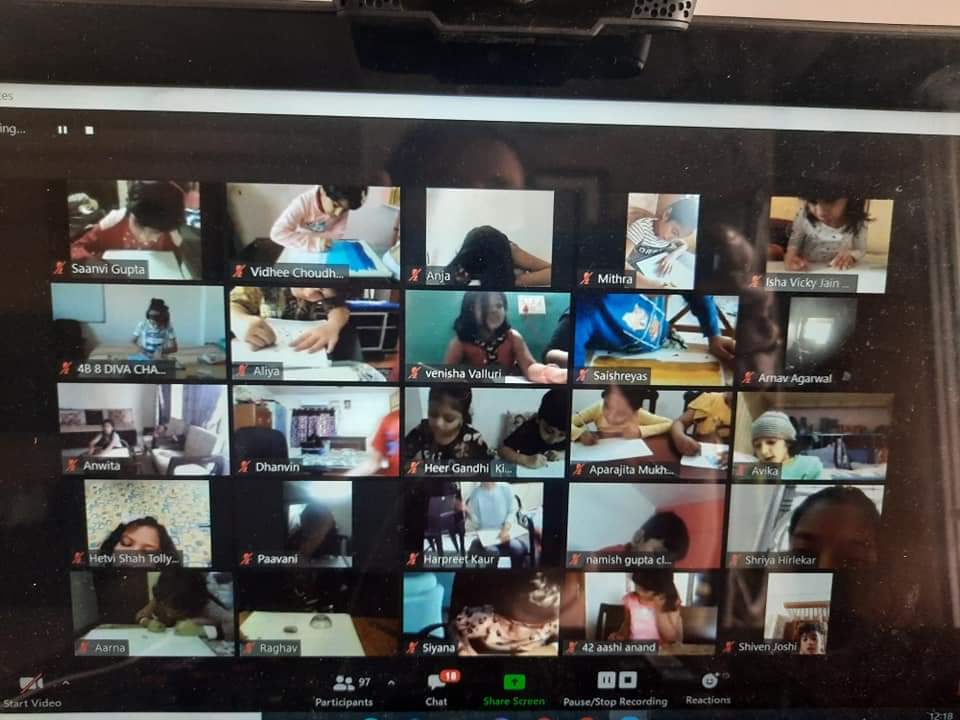 ces
ing...
Saanvi Gupta
Vidhee Choudh...
Anja
Mithra
Isha Vicky Jain ...
4B 8 DIVA CHA...
Aliya
venisha Valluri
Saishreyas
Arnav Agarwal
Anwita
Dhanvin
Heer Gandhi Ki...
Aparajita Mukh...
Avika
Hetvi Shah Tolly...
Paavani
Harpreet Kaur
namish gupta cl...
Shriya Hirlekar
Aarna
Raghav
Siyana
42 aashi anand
Shiven Joshi
Start Video
97
Participants
18
Chat
Share Screen
Pause/Stop Recording
Reactions
12:18